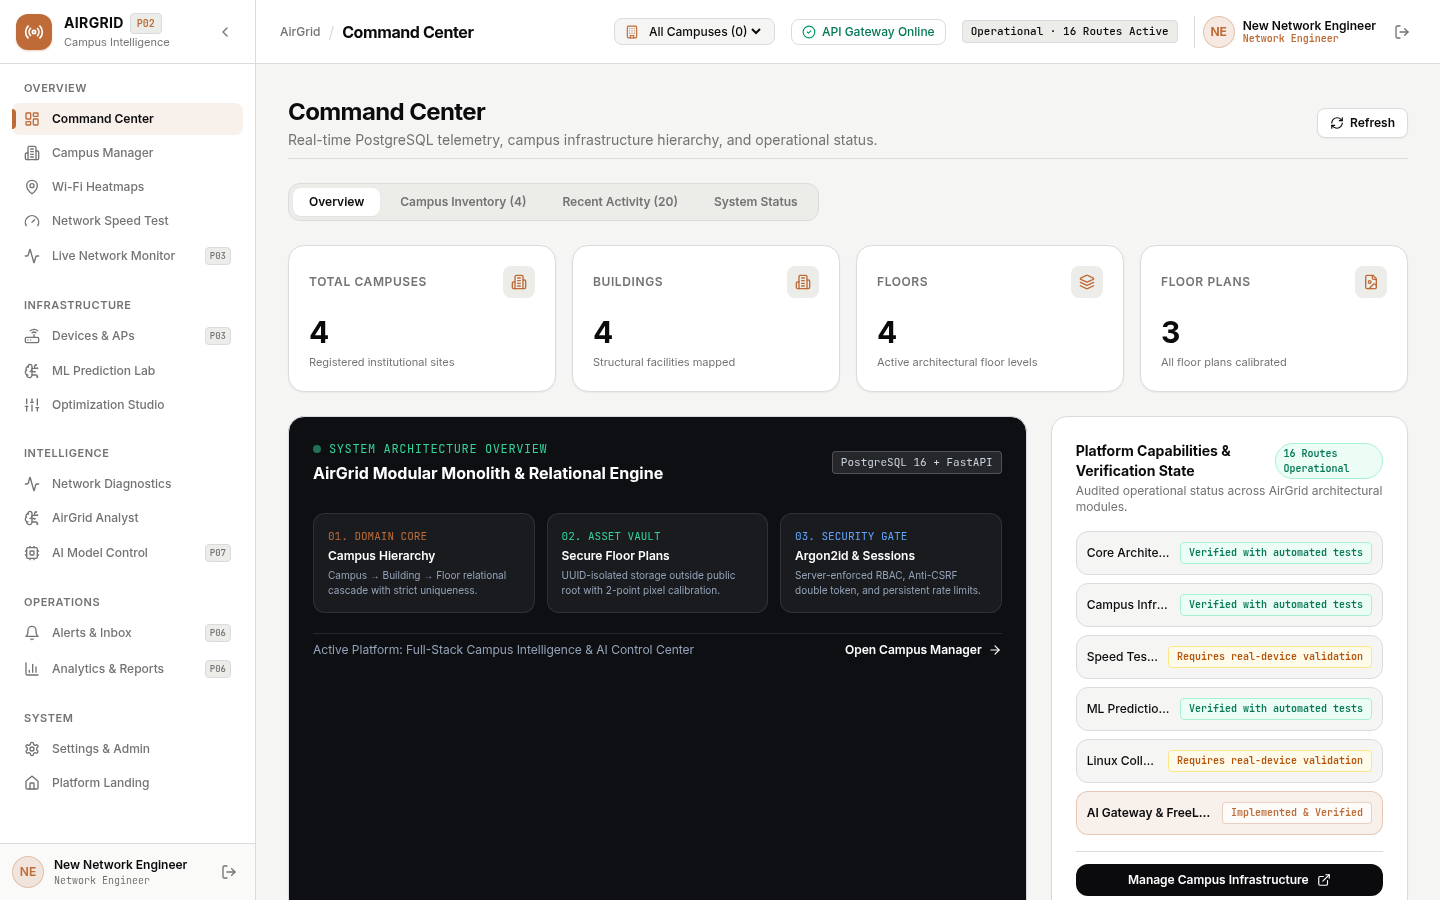 AIRGRID P02
Campus Intelligence
OVERVIEW
Command Center
Campus Manager
Wi-Fi Heatmaps
Network Speed Test
Live Network Monitor P03
INFRASTRUCTURE
Devices & APs P03
ML Prediction Lab
Optimization Studio
INTELLIGENCE
Network Diagnostics
AirGrid Analyst
AI Model Control P07
OPERATIONS
Alerts & Inbox P06
Analytics & Reports P06
SYSTEM
Settings & Admin
Platform Landing
NE New Network Engineer
Network Engineer
AirGrid / Command Center
All Campuses (0)
API Gateway Online
Operational · 16 Routes Active
NE New Network Engineer
Network Engineer
Command Center
Real-time PostgreSQL telemetry, campus infrastructure hierarchy, and operational status.
Refresh
Overview Campus Inventory (4) Recent Activity (20) System Status
TOTAL CAMPUSES
4
Registered institutional sites
BUILDINGS
4
Structural facilities mapped
FLOORS
4
Active architectural floor levels
FLOOR PLANS
3
All floor plans calibrated
SYSTEM ARCHITECTURE OVERVIEW
AirGrid Modular Monolith & Relational Engine
PostgreSQL 16 + FastAPI
01. DOMAIN CORE
Campus Hierarchy
Campus → Building → Floor relational
cascade with strict uniqueness.
02. ASSET VAULT
Secure Floor Plans
UUID-isolated storage outside public
root with 2-point pixel calibration.
03. SECURITY GATE
Argon2id & Sessions
Server-enforced RBAC, Anti-CSRF
double token, and persistent rate limits.
Active Platform: Full-Stack Campus Intelligence & AI Control Center
Open Campus Manager →
Platform Capabilities &
Verification State
16 Routes
Operational
Audited operational status across AirGrid architectural
modules.
Core Archite... Verified with automated tests
Campus Infr... Verified with automated tests
Speed Tes... Requires real-device validation
ML Predictio... Verified with automated tests
Linux Coll... Requires real-device validation
AI Gateway & FreeL... Implemented & Verified
Manage Campus Infrastructure